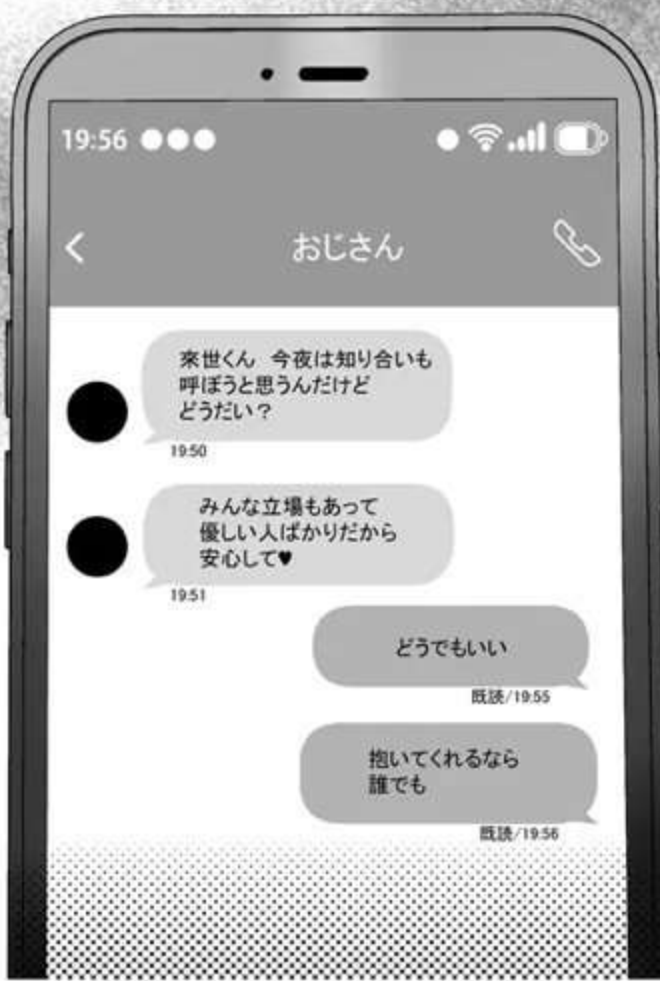 19:56
おじさん
來世くん 今夜は知り合いも
呼ぼうと思うんだけど
どうだい？
19:50
みんな立場もあって
優しい人ばかりだから
安心して♥
19:51
どうでもいい
既読/19:55
抱いてくれるなら
誰でも
既読/19:56